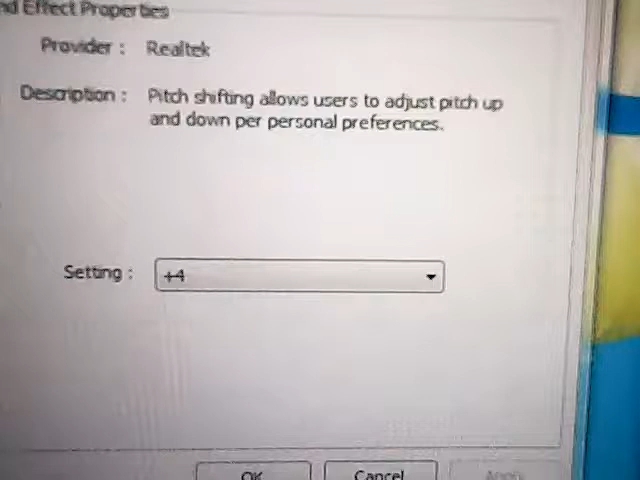 nd Effect Properties
Provider : Realtek
Description : Pitch shifting allows users to adjust pitch up
and down per personal preferences.
Setting : +4
OK Cancel Apply